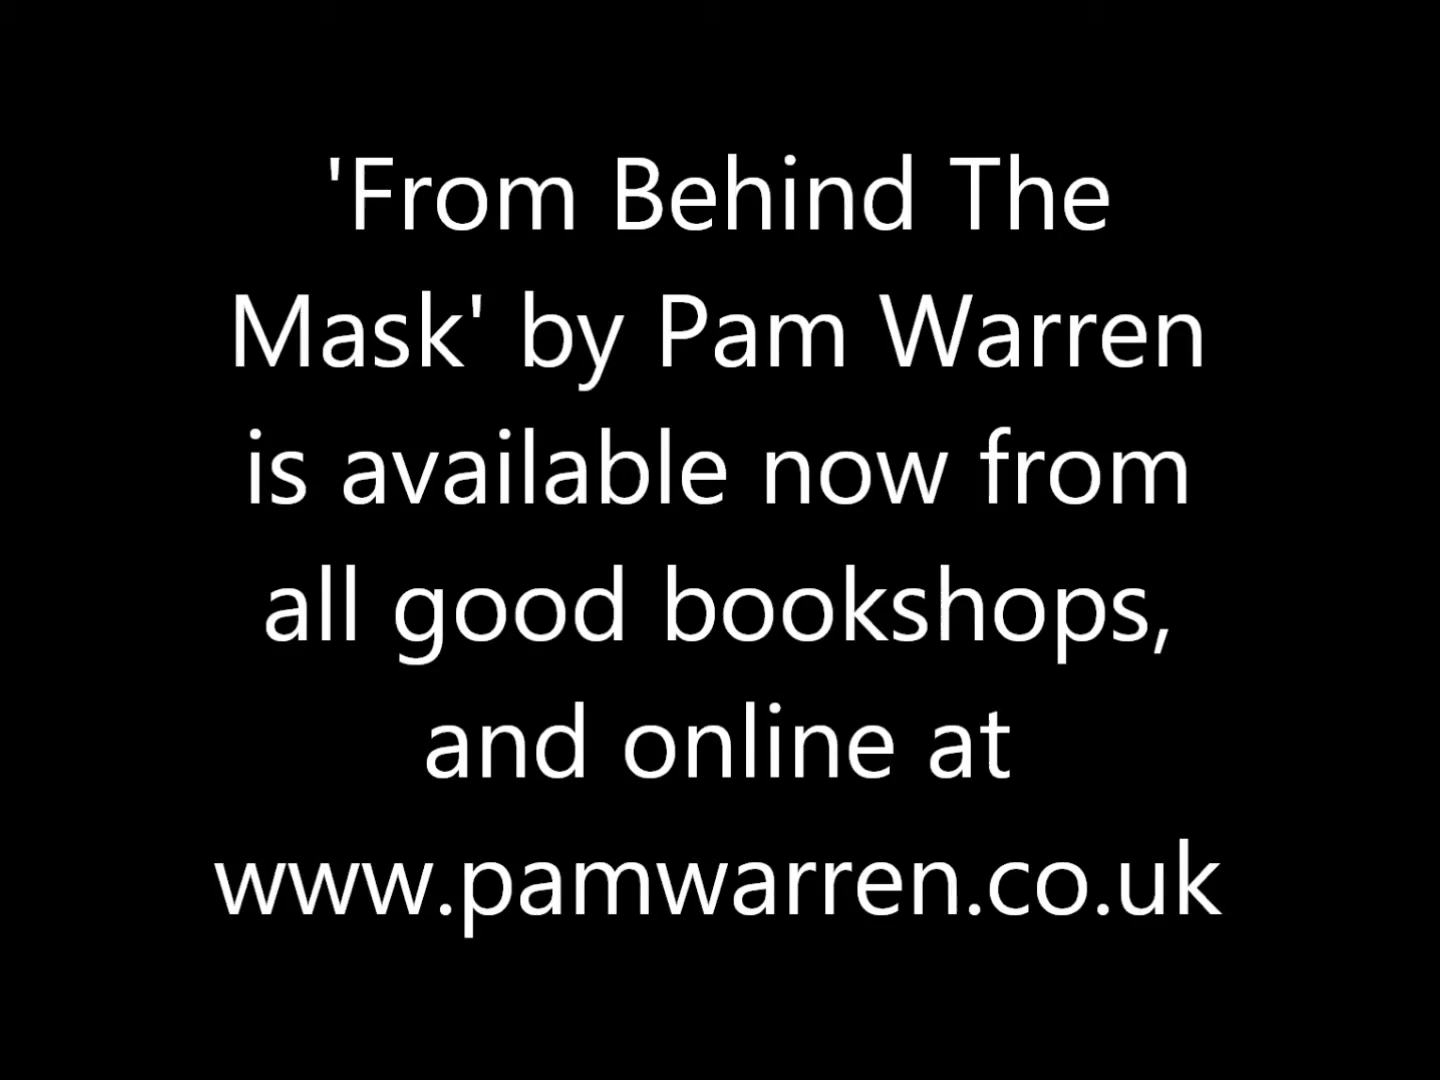 'From Behind The
Mask' by Pam Warren
is available now from
all good bookshops,
and online at
www.pamwarren.co.uk